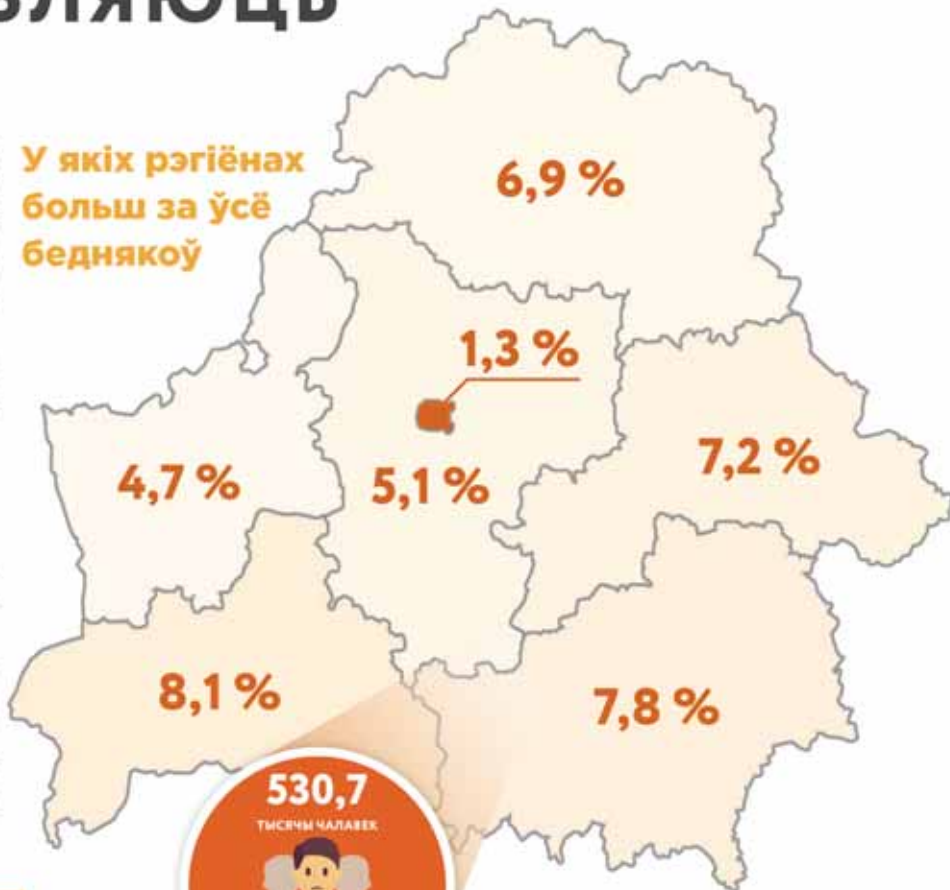 У якіх рэгіёнах
больш за ўсё
беднякоў
6,9 %
1,3 %
4,7 %
5,1 %
7,2 %
8,1 %
7,8 %
530,7
ТЫСЯЧЫ ЧАЛАВЕК